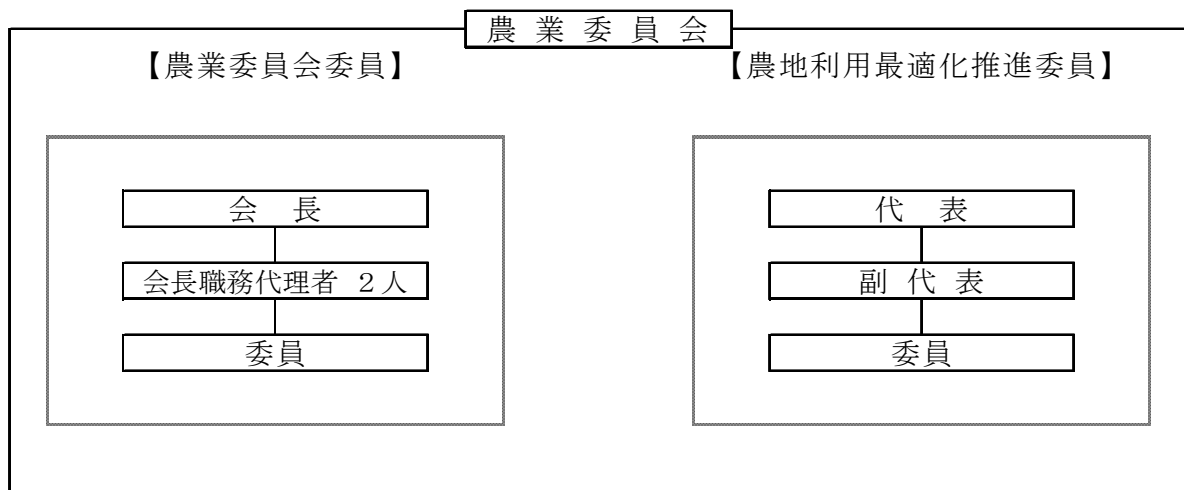 農業委員会
【農業委員会委員】
会長
会長職務代理者 2人
委員
【農地利用最適化推進委員】
代表
副代表
委員